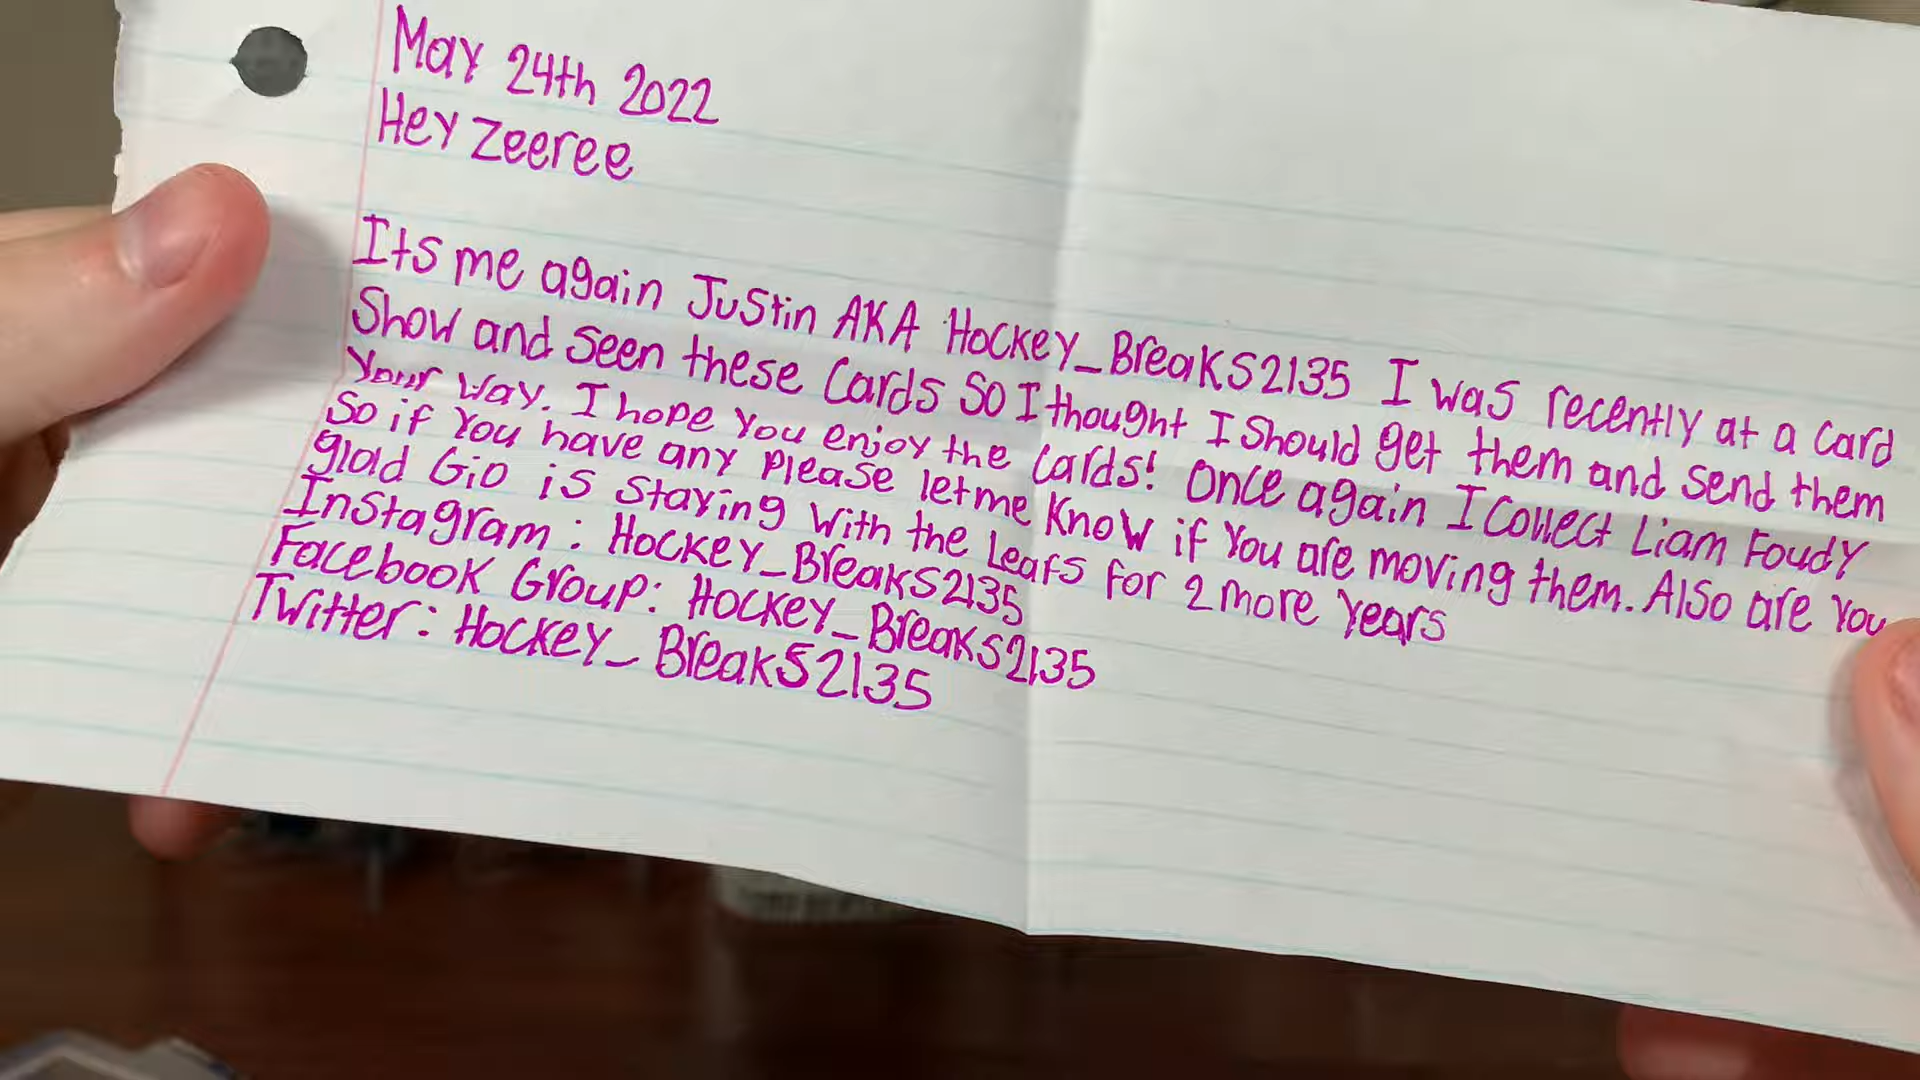 May 24th 2022
Hey Zeeree
Its me again Justin AKA Hockey_Breaks2135 I was recently at a card
Show and seen these Cards So I thought I Should get them and send them
Your way. I hope you enjoy the Cards! Once again I Collect Liam Foudy
So if You have any Please let me Know if You are moving them. Also are You
glad Gio is Staying with the Leafs for 2 more Years
Instagram : Hockey_Breaks2135
Facebook Group: Hockey_Breaks2135
Twitter: Hockey_Breaks2135